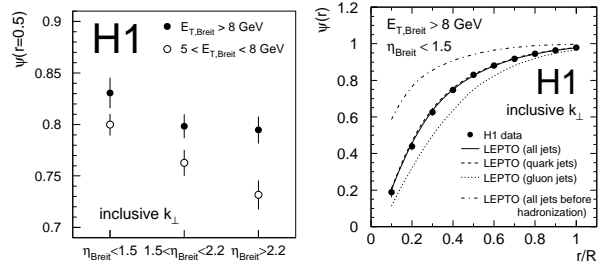 ψ(r=0.5)
H1
E_T,Breit > 8 GeV
5 < E_T,Breit < 8 GeV
0.85
0.8
0.75
0.7
inclusive k⊥
η_Breit<1.5
1.5<η_Breit<2.2
η_Breit>2.2
ψ(r)
1.2
1
0.8
0.6
0.4
0.2
0
E_T,Breit > 8 GeV
η_Breit < 1.5
H1
inclusive k⊥
H1 data
LEPTO (all jets)
LEPTO (quark jets)
LEPTO (gluon jets)
LEPTO (all jets before
hadronization)
0 0.2 0.4 0.6 0.8 1
r/R